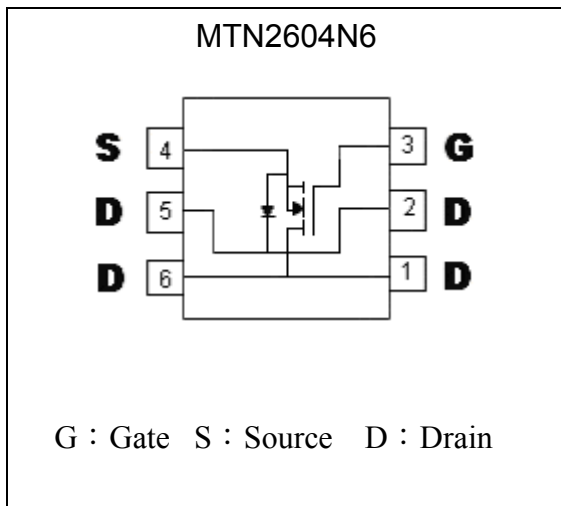 MTN2604N6
S 4 3 G
D 5 2 D
D 6 1 D
G：Gate S：Source D：Drain